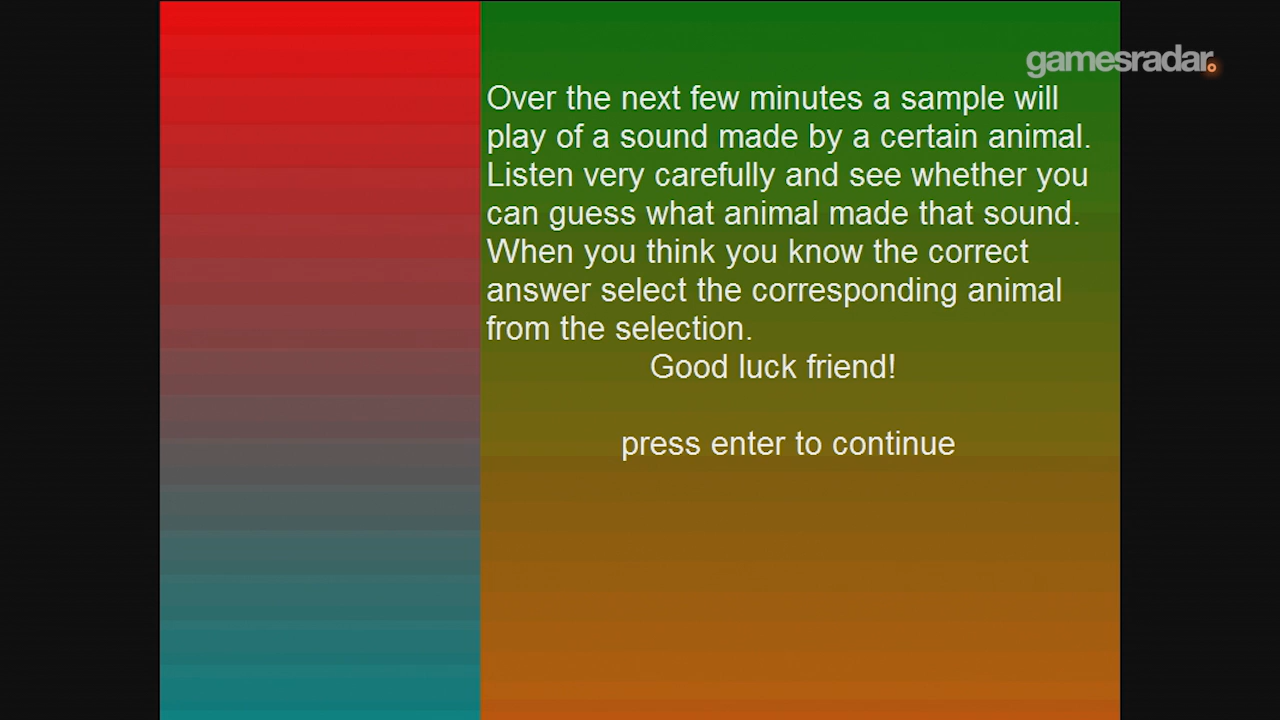 gamesradar.
Over the next few minutes a sample will
play of a sound made by a certain animal.
Listen very carefully and see whether you
can guess what animal made that sound.
When you think you know the correct
answer select the corresponding animal
from the selection.
Good luck friend!
press enter to continue